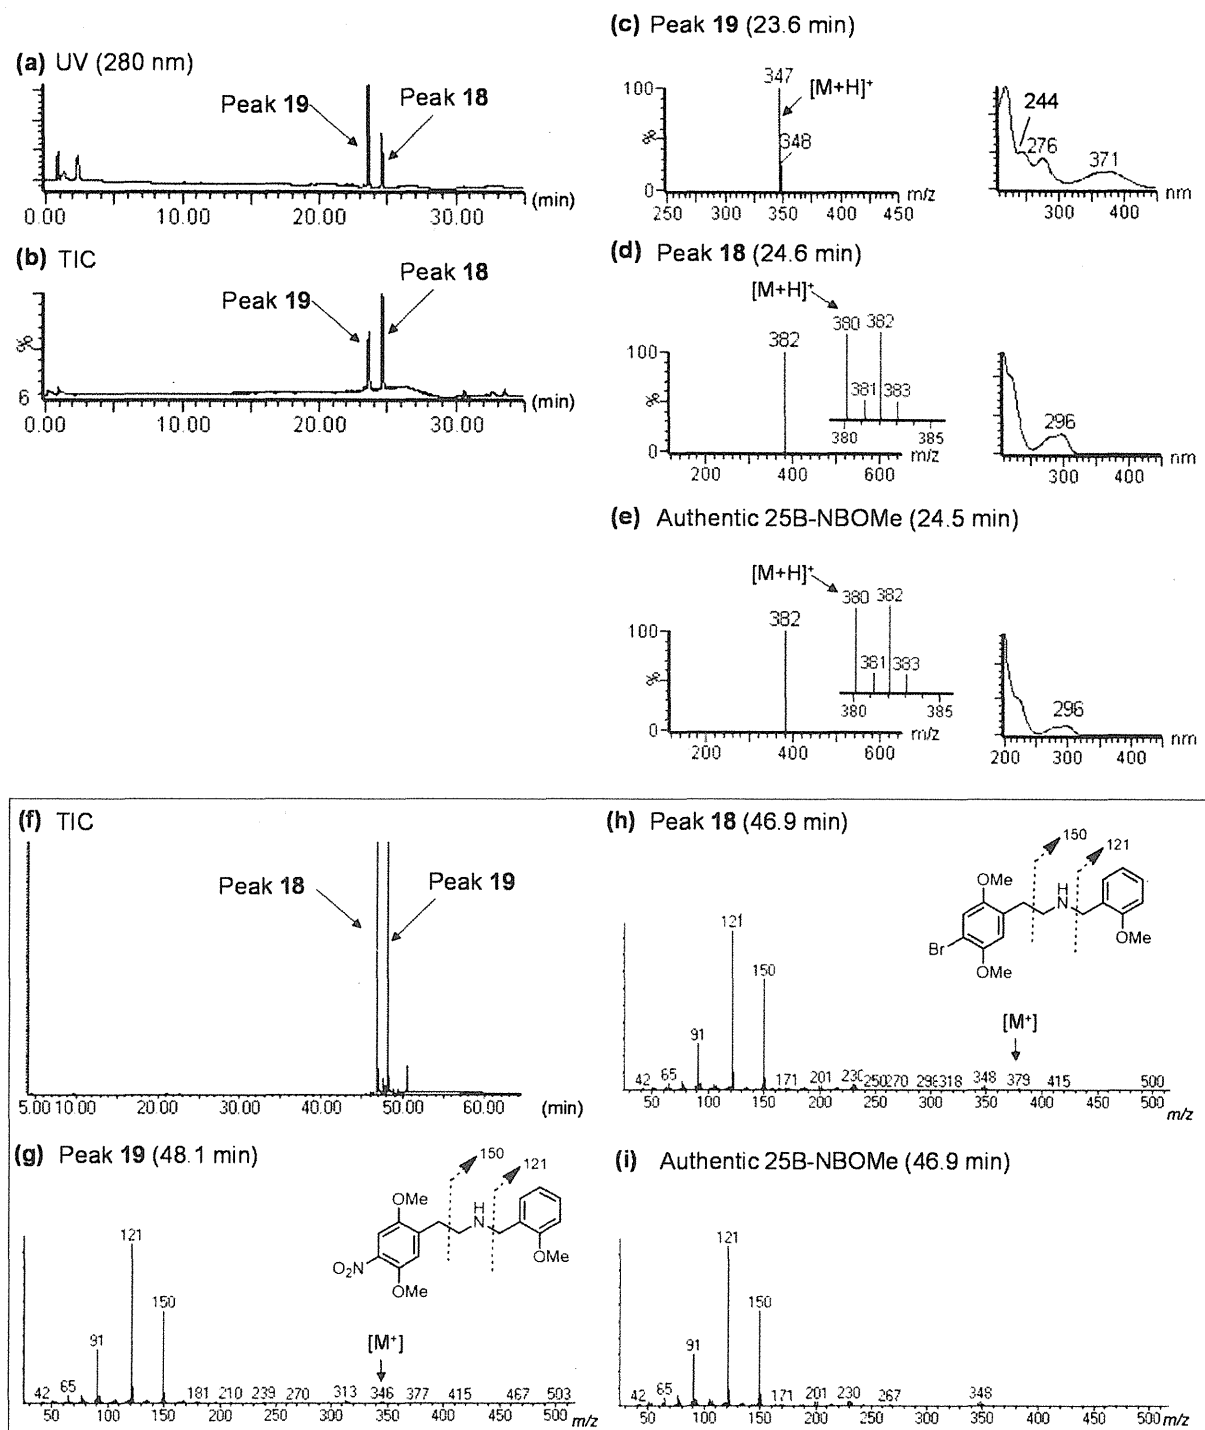 (a) UV (280 nm)
Peak 19
Peak 18
0.00 10.00 20.00 30.00 (min)
(b) TIC
Peak 19
Peak 18
%
6
0.00 10.00 20.00 30.00 (min)
(c) Peak 19 (23.6 min)
347
[M+H]+
348
100
%
0
250 300 350 400 450 m/z
244
276
371
300 400 nm
(d) Peak 18 (24.6 min)
[M+H]+
380 382
381 383
380 385
382
100
%
0
200 400 600 m/z
296
300 400 nm
(e) Authentic 25B-NBOMe (24.5 min)
[M+H]+
380 382
381 383
380 385
382
100
%
0
200 400 600 m/z
296
200 300 400 nm
(f) TIC
Peak 18
Peak 19
5.00 10.00 20.00 30.00 40.00 50.00 60.00 (min)
(h) Peak 18 (46.9 min)
150
121
OMe
H
N
Br
OMe
OMe
121
150
91
[M+]
42 65 171 201 230 250 270 296 318 348 379 415 500
50 100 150 200 250 300 350 400 450 500 m/z
(g) Peak 19 (48.1 min)
150
121
OMe
H
N
O2N
OMe
OMe
121
150
91
[M+]
42 65 181 210 239 270 313 346 377 415 467 503
50 100 150 200 250 300 350 400 450 500 m/z
(i) Authentic 25B-NBOMe (46.9 min)
121
150
91
42 65 171 201 230 267 348
50 100 150 200 250 300 350 400 450 500 m/z